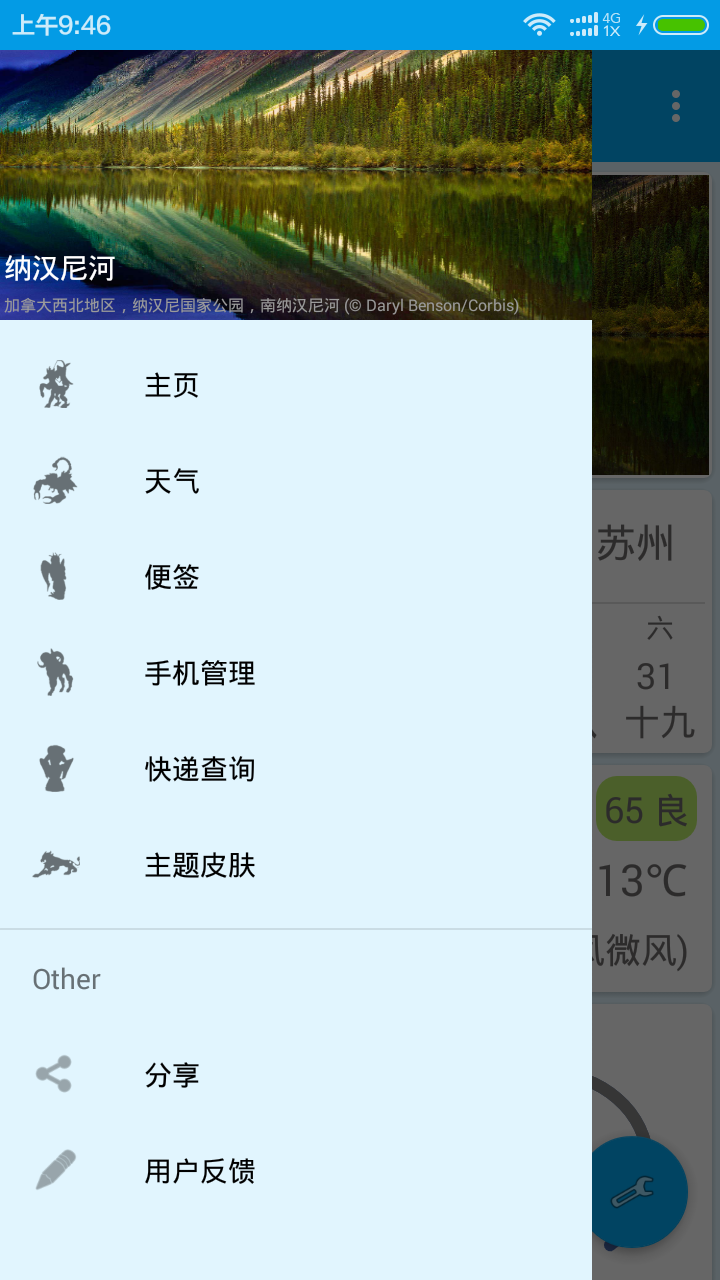 上午9:46
4G
1X
纳汉尼河
加拿大西北地区，纳汉尼国家公园，南纳汉尼河 (© Daryl Benson/Corbis)
主页
天气
便签
手机管理
快递查询
主题皮肤
Other
分享
用户反馈
苏州
六
31
十九
65 良
13℃
微风)